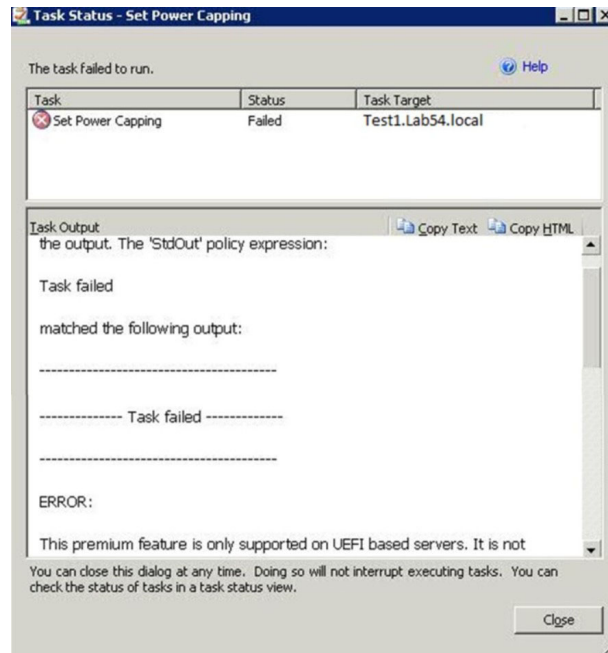 Task Status - Set Power Capping
The task failed to run.
Help
Task Status Task Target
Set Power Capping Failed Test1.Lab54.local
Task Output Copy Text Copy HTML
the output. The 'StdOut' policy expression:
Task failed
matched the following output:
----------------------------------------
-------------- Task failed -------------
----------------------------------------
ERROR:
This premium feature is only supported on UEFI based servers. It is not
You can close this dialog at any time. Doing so will not interrupt executing tasks. You can
check the status of tasks in a task status view.
Close